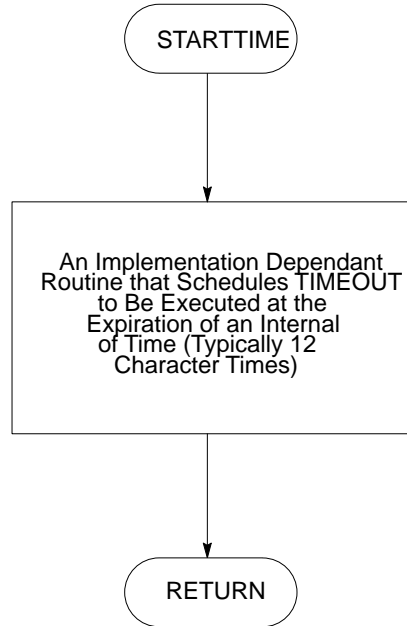 STARTTIME
An Implementation Dependant
Routine that Schedules TIMEOUT
to Be Executed at the
Expiration of an Internal
of Time (Typically 12
Character Times)
RETURN